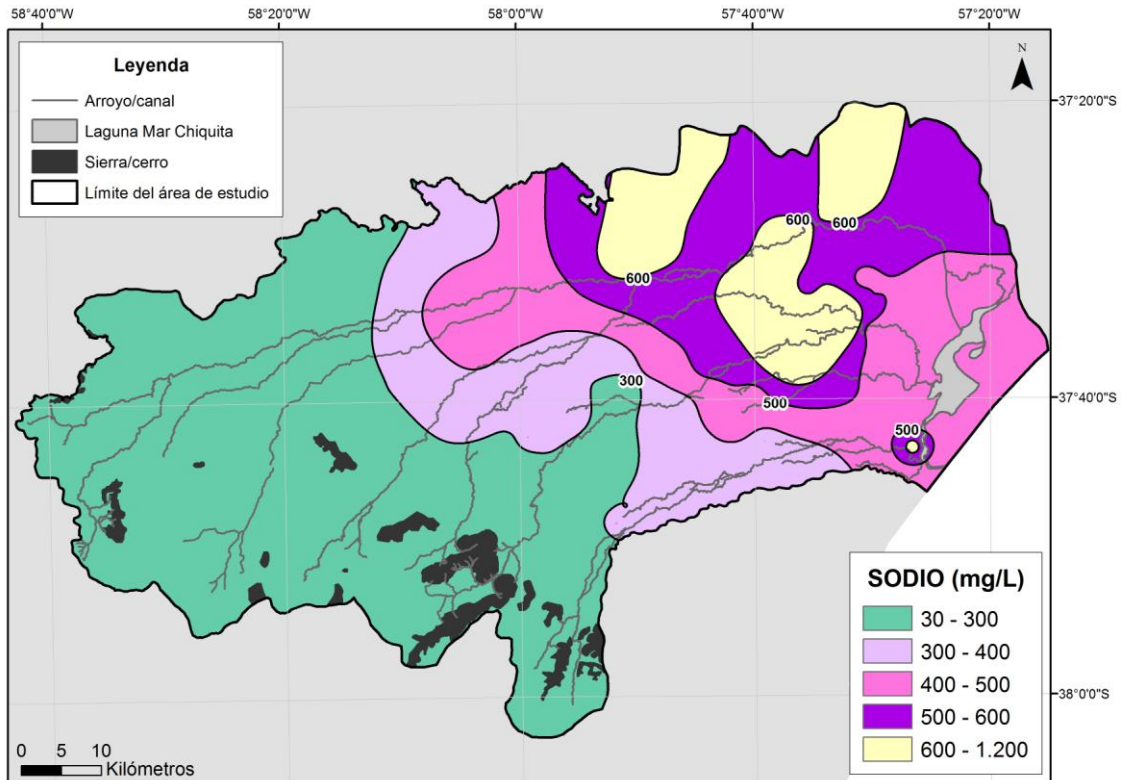 58°40'0"W
58°20'0"W
58°0'0"W
57°40'0"W
57°20'0"W
Leyenda
Arroyo/canal
Laguna Mar Chiquita
Sierra/cerro
Límite del área de estudio
N
37°20'0"S
600
600
600
300
37°40'0"S
500
500
38°0'0"S
SODIO (mg/L)
30 - 300
300 - 400
400 - 500
500 - 600
600 - 1.200
0 5 10
Kilómetros